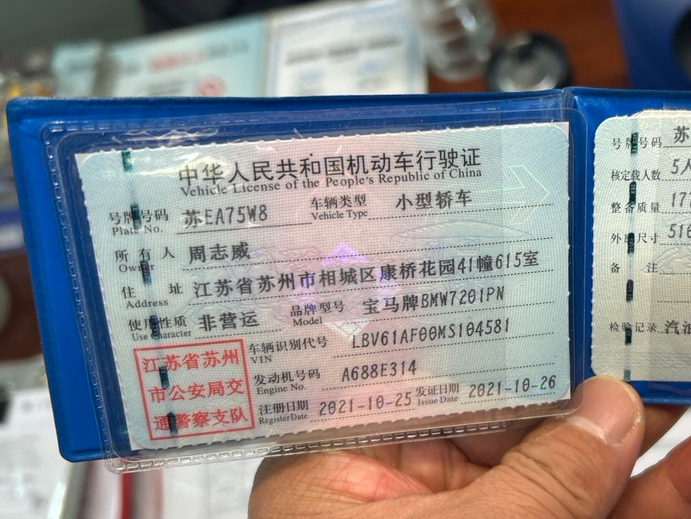 中华人民共和国机动车行驶证
Vehicle License of the People's Republic of China
号牌号码 苏EA75W8 车辆类型 小型轿车
Plate No. Vehicle Type
所有人 周志威
Owner
住址 江苏省苏州市相城区康桥花园41幢615室
Address
使用性质 非营运 品牌型号 宝马牌BMW7201PN
Use Character Model
江苏省苏州
市公安局交
通警察支队
车辆识别代号 LBV61AF00MS104581
VIN
发动机号码 A688E314
Engine No.
注册日期 2021-10-25 发证日期 2021-10-26
Register Date Issue Date
号牌号码 苏
核定载人数 5人
整备质量 17
外廓尺寸 516
备注
检验记录 汽油